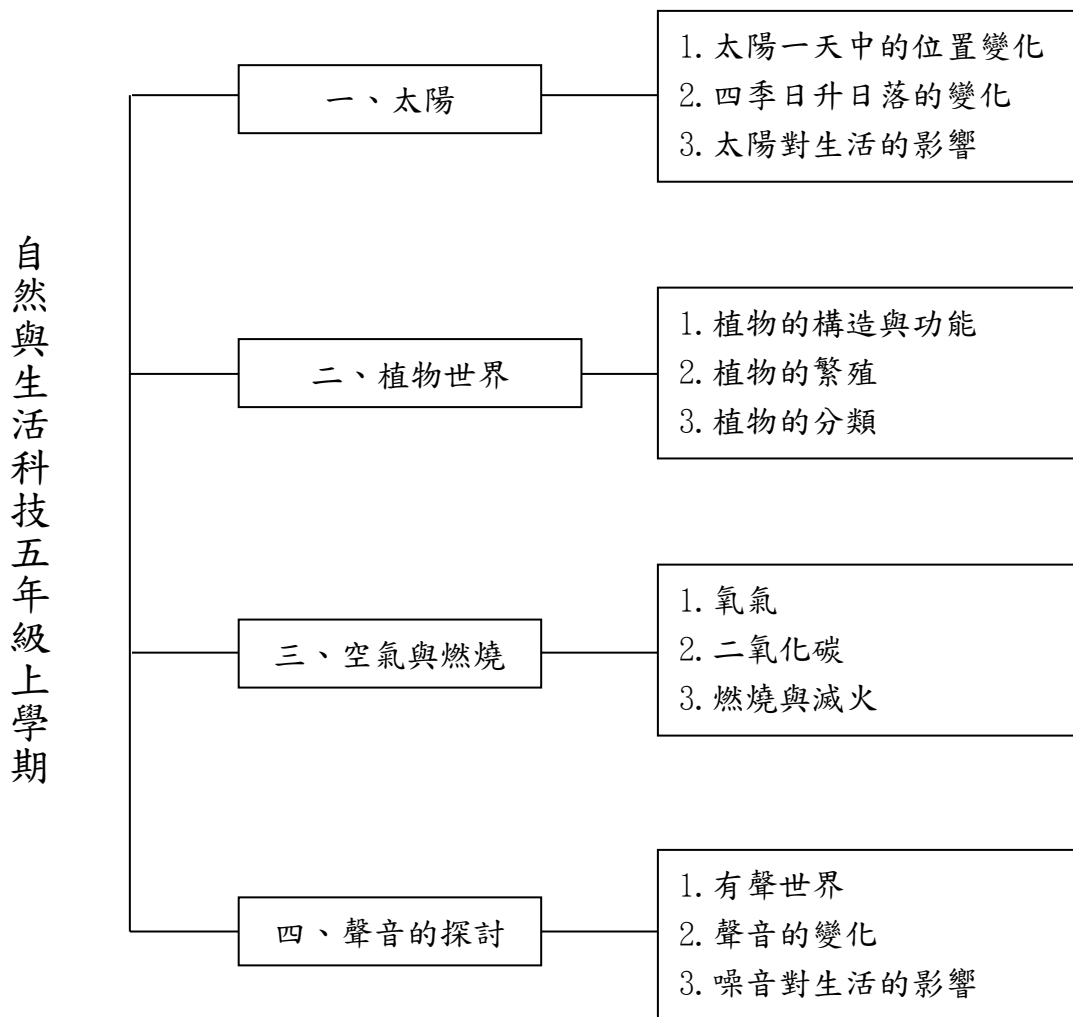 自然與生活科技五年級上學期
一、太陽
1.太陽一天中的位置變化
2.四季日升日落的變化
3.太陽對生活的影響
二、植物世界
1.植物的構造與功能
2.植物的繁殖
3.植物的分類
三、空氣與燃燒
1.氧氣
2.二氧化碳
3.燃燒與滅火
四、聲音的探討
1.有聲世界
2.聲音的變化
3.噪音對生活的影響